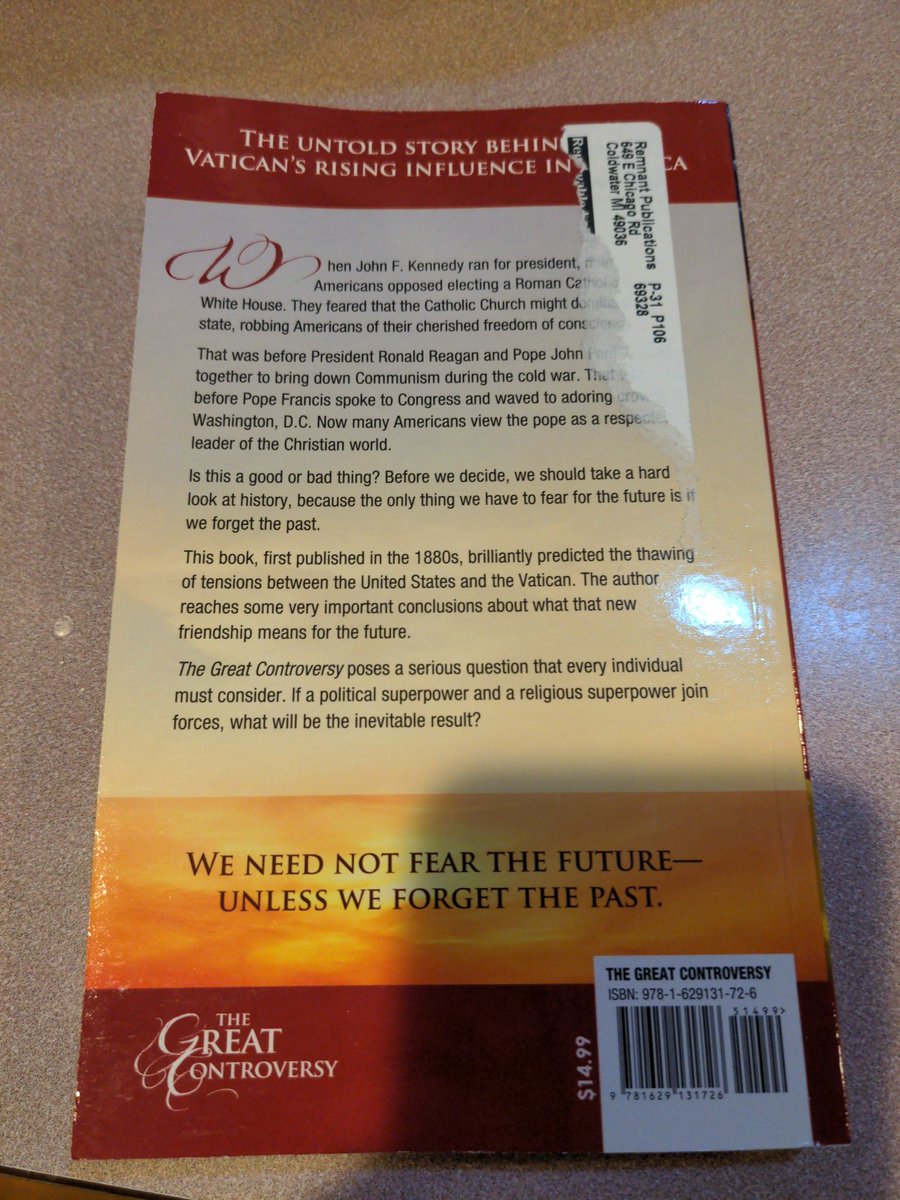 THE UNTOLD STORY BEHIN
VATICAN'S RISING INFLUENCE IN CA
When John F. Kennedy ran for president,
Americans opposed electing a Roman Cathol
White House. They feared that the Catholic Church might
state, robbing Americans of their cherished freedom of conscien
That was before President Ronald Reagan and Pope John Paul
together to bring down Communism during the cold war. That
before Pope Francis spoke to Congress and waved to adoring crow
Washington, D.C. Now many Americans view the pope as a respecte
leader of the Christian world.
Is this a good or bad thing? Before we decide, we should take a hard
look at history, because the only thing we have to fear for the future is if
we forget the past.
This book, first published in the 1880s, brilliantly predicted the thawing
of tensions between the United States and the Vatican. The author
reaches some very important conclusions about what that new
friendship means for the future.
The Great Controversy poses a serious question that every individual
must consider. If a political superpower and a religious superpower join
forces, what will be the inevitable result?
WE NEED NOT FEAR THE FUTURE—
UNLESS WE FORGET THE PAST.
THE
GREAT
CONTROVERSY
$14.99
THE GREAT CONTROVERSY
ISBN: 978-1-629131-72-6
51499>
9 781629 131726
Remnant Publications P-31 P106
649 E Chicago Rd 69328
Coldwater MI 49036